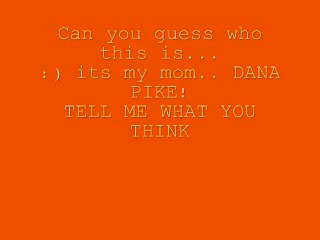 Can you guess who
this is...
:) its my mom.. DANA
PIKE!
TELL ME WHAT YOU
THINK